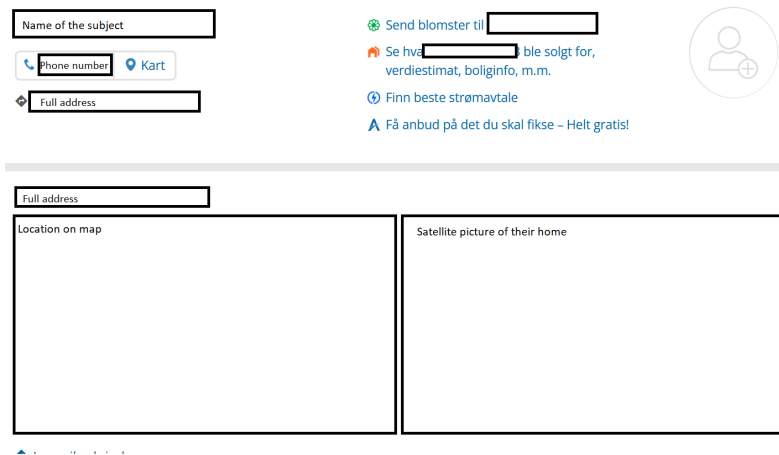 Name of the subject
Phone number
Kart
Full address
Send blomster til
Se hva
ble solgt for,
verdiestimat, boliginfo, m.m.
Finn beste strømavtale
Få anbud på det du skal fikse – Helt gratis!
Full address
Location on map
Satellite picture of their home